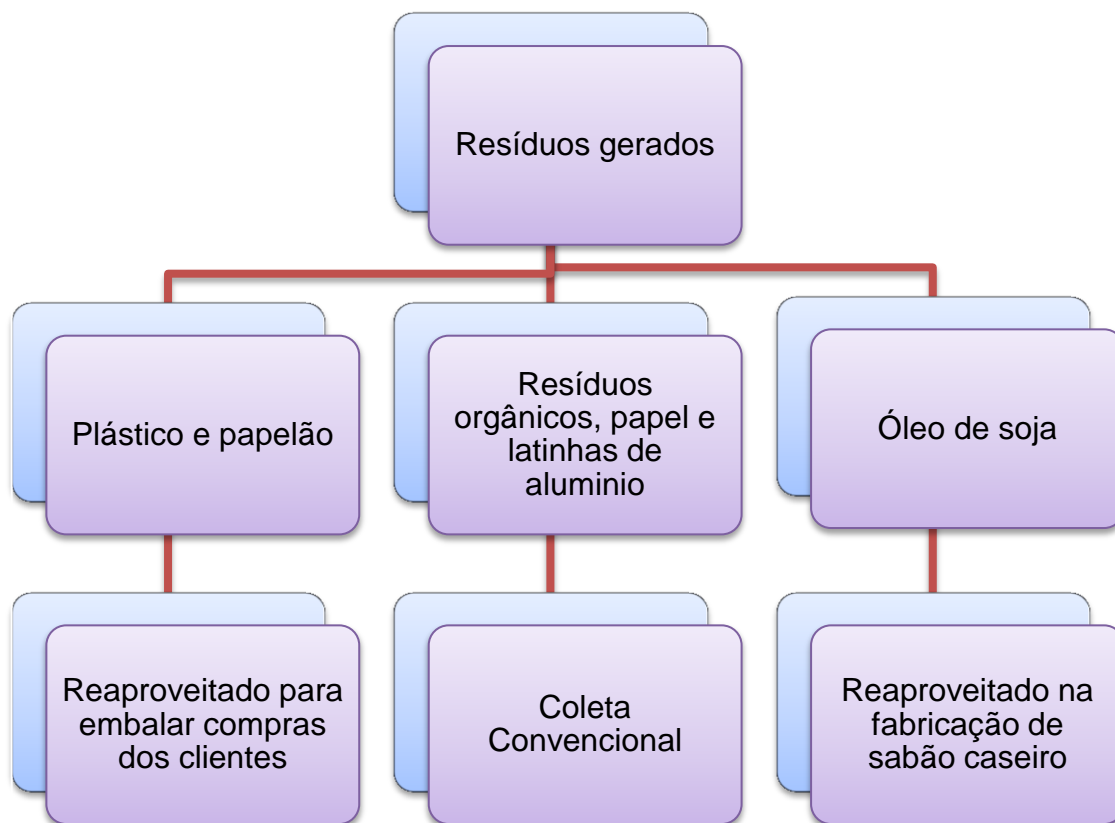 Resíduos gerados
Plástico e papelão
Resíduos
orgânicos, papel e
latinhas de
aluminio
Óleo de soja
Reaproveitado para
embalar compras
dos clientes
Coleta
Convencional
Reaproveitado na
fabricação de
sabão caseiro